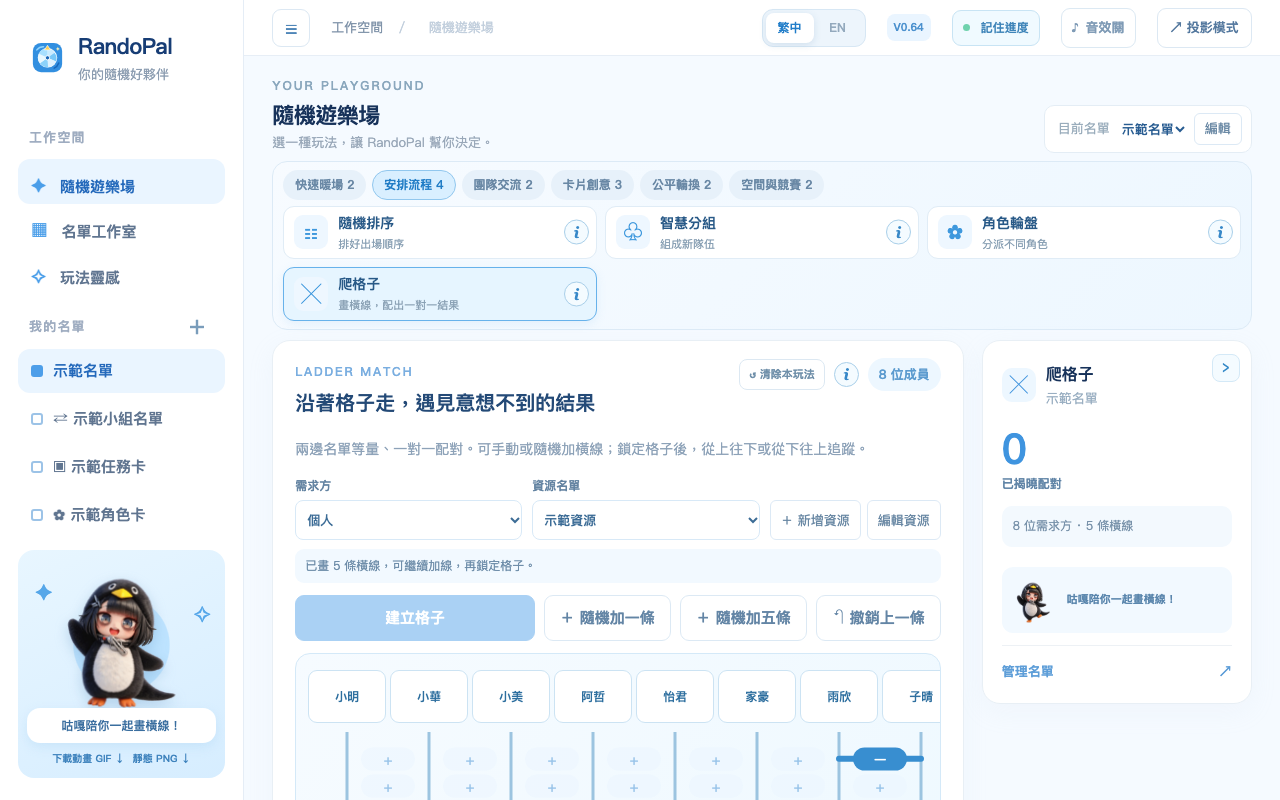 RandoPal
你的隨機好夥伴
工作空間
隨機遊樂場
名單工作室
玩法靈感
我的名單 +
示範名單
⇄ 示範小組名單
▣ 示範任務卡
✿ 示範角色卡
咕嘎陪你一起畫橫線！
下載動畫 GIF ↓ 靜態 PNG ↓
☰ 工作空間 / 隨機遊樂場
繁中 EN V0.64 記住進度 ♪ 音效關 ↗ 投影模式
YOUR PLAYGROUND
隨機遊樂場
選一種玩法，讓 RandoPal 幫你決定。
目前名單 示範名單 編輯
快速暖場 2 安排流程 4 團隊交流 2 卡片創意 3 公平輪換 2 空間與競賽 2
隨機排序
排好出場順序
i
智慧分組
組成新隊伍
i
角色輪盤
分派不同角色
i
爬格子
畫橫線，配出一對一結果
i
LADDER MATCH
↺ 清除本玩法 i 8 位成員
沿著格子走，遇見意想不到的結果
兩邊名單等量、一對一配對。可手動或隨機加橫線；鎖定格子後，從上往下或從下往上追蹤。
需求方 資源名單
個人 示範資源 ＋ 新增資源 編輯資源
已畫 5 條橫線，可繼續加線，再鎖定格子。
建立格子 ＋ 隨機加一條 ＋ 隨機加五條 撤銷上一條
小明 小華 小美 阿哲 怡君 家豪 雨欣 子晴
+ + + + + + −
+ + + + + + +
爬格子
示範名單
>
0
已揭曉配對
8 位需求方 · 5 條橫線
咕嘎陪你一起畫橫線！
管理名單 ↗